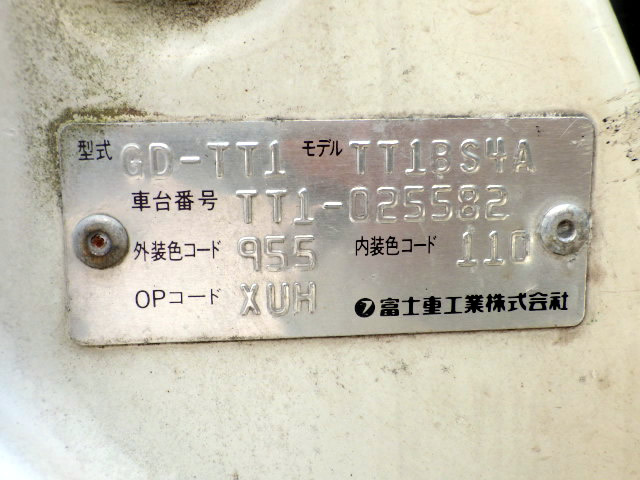 型式 GD-TT1 モデル TT1BS4A
車台番号 TT1-025582
外装色コード 955 内装色コード 110
OPコード XUH フ富士重工業株式会社